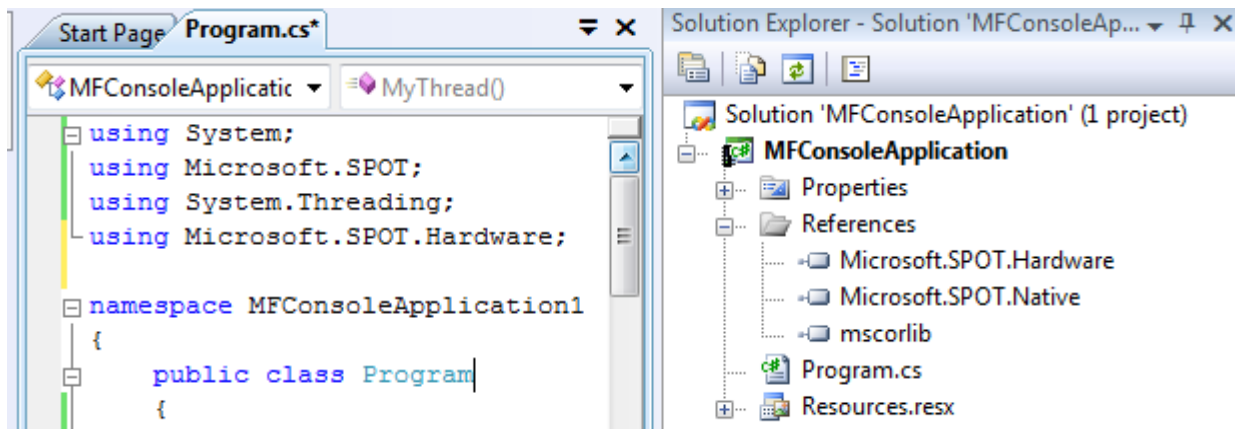 Start Page
Program.cs*
MFConsoleApplicatic
MyThread()
using System;
using Microsoft.SPOT;
using System.Threading;
using Microsoft.SPOT.Hardware;
namespace MFConsoleApplication1
{
public class Program
{
Solution Explorer - Solution 'MFConsoleAp...
Solution 'MFConsoleApplication' (1 project)
C#
MFConsoleApplication
Properties
References
Microsoft.SPOT.Hardware
Microsoft.SPOT.Native
mscorlib
Program.cs
Resources.resx